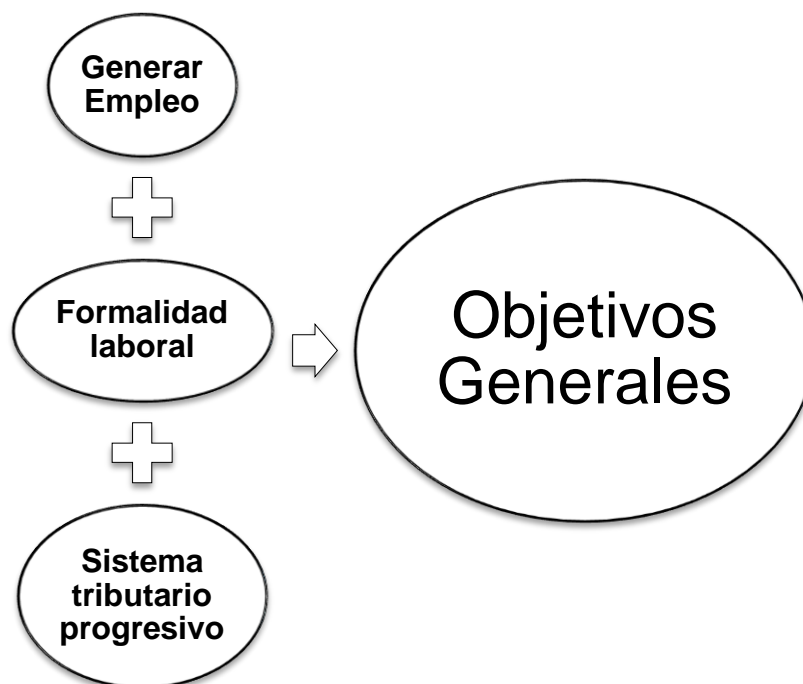 Generar
Empleo
Formalidad
laboral
Sistema
tributario
progresivo
Objetivos
Generales